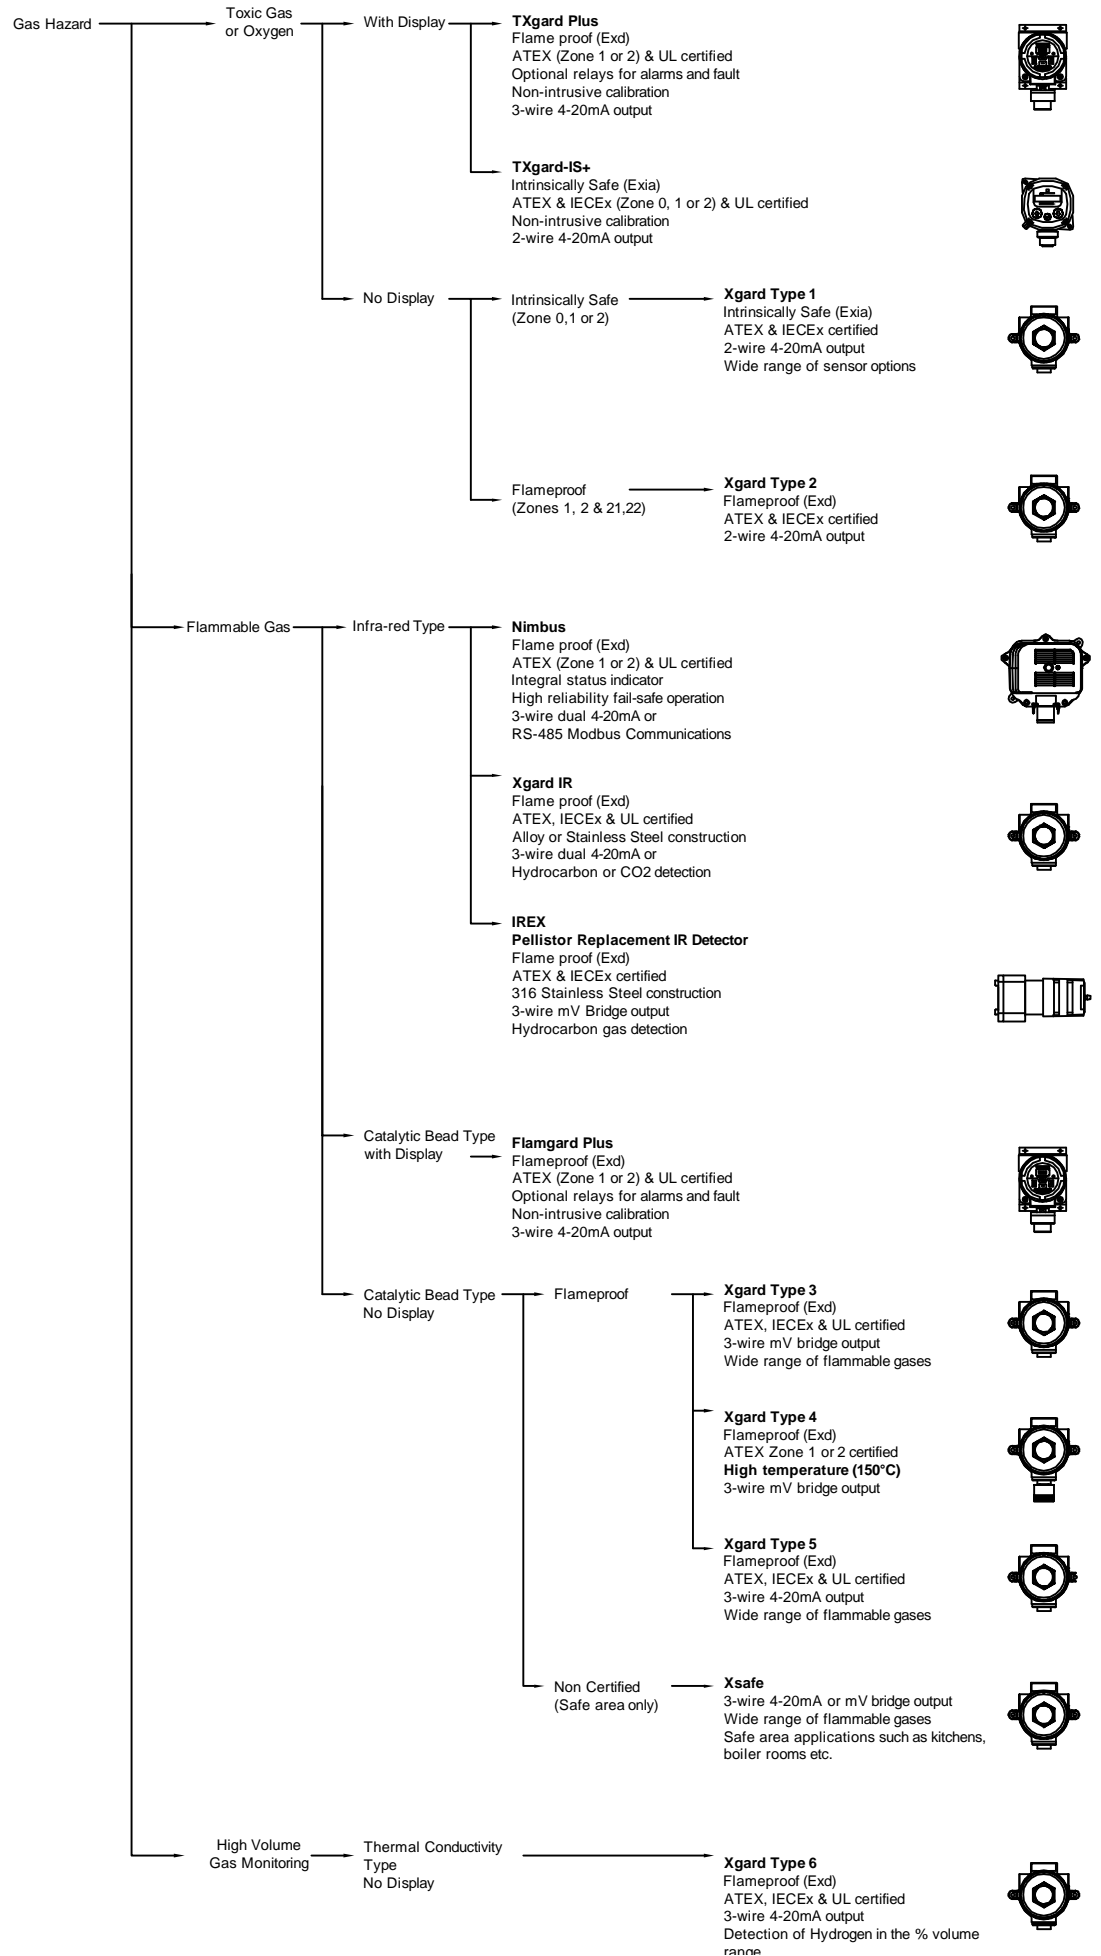 Gas Hazard
Toxic Gas
or Oxygen
With Display
TXgard Plus
Flame proof (Exd)
ATEX (Zone 1 or 2) & UL certified
Optional relays for alarms and fault
Non-intrusive calibration
3-wire 4-20mA output
TXgard-IS+
Intrinsically Safe (Exia)
ATEX & IECEx (Zone 0, 1 or 2) & UL certified
Non-intrusive calibration
2-wire 4-20mA output
No Display
Intrinsically Safe
(Zone 0,1 or 2)
Xgard Type 1
Intrinsically Safe (Exia)
ATEX & IECEx certified
2-wire 4-20mA output
Wide range of sensor options
Flameproof
(Zones 1, 2 & 21,22)
Xgard Type 2
Flameproof (Exd)
ATEX & IECEx certified
2-wire 4-20mA output
Flammable Gas
Infra-red Type
Nimbus
Flame proof (Exd)
ATEX (Zone 1 or 2) & UL certified
Integral status indicator
High reliability fail-safe operation
3-wire dual 4-20mA or
RS-485 Modbus Communications
Xgard IR
Flame proof (Exd)
ATEX, IECEx & UL certified
Alloy or Stainless Steel construction
3-wire dual 4-20mA or
Hydrocarbon or CO2 detection
IREX
Pellistor Replacement IR Detector
Flame proof (Exd)
ATEX & IECEx certified
316 Stainless Steel construction
3-wire mV Bridge output
Hydrocarbon gas detection
Catalytic Bead Type
with Display
Flamgard Plus
Flameproof (Exd)
ATEX (Zone 1 or 2) & UL certified
Optional relays for alarms and fault
Non-intrusive calibration
3-wire 4-20mA output
Catalytic Bead Type
No Display
Flameproof
Xgard Type 3
Flameproof (Exd)
ATEX, IECEx & UL certified
3-wire mV bridge output
Wide range of flammable gases
Xgard Type 4
Flameproof (Exd)
ATEX Zone 1 or 2 certified
High temperature (150°C)
3-wire mV bridge output
Xgard Type 5
Flameproof (Exd)
ATEX, IECEx & UL certified
3-wire 4-20mA output
Wide range of flammable gases
Non Certified
(Safe area only)
Xsafe
3-wire 4-20mA or mV bridge output
Wide range of flammable gases
Safe area applications such as kitchens,
boiler rooms etc.
High Volume
Gas Monitoring
Thermal Conductivity
Type
No Display
Xgard Type 6
Flameproof (Exd)
ATEX, IECEx & UL certified
3-wire 4-20mA output
Detection of Hydrogen in the % volume
range